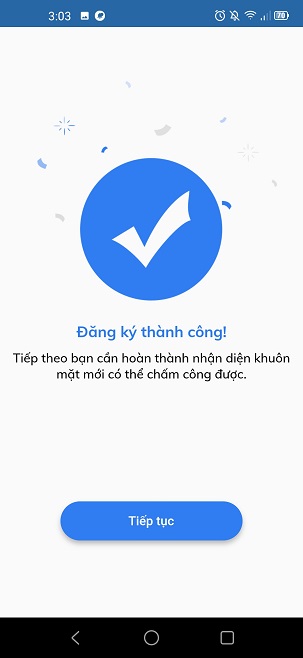 3:03
70
Đăng ký thành công!
Tiếp theo bạn cần hoàn thành nhận diện khuôn
mặt mới có thể chấm công được.
Tiếp tục